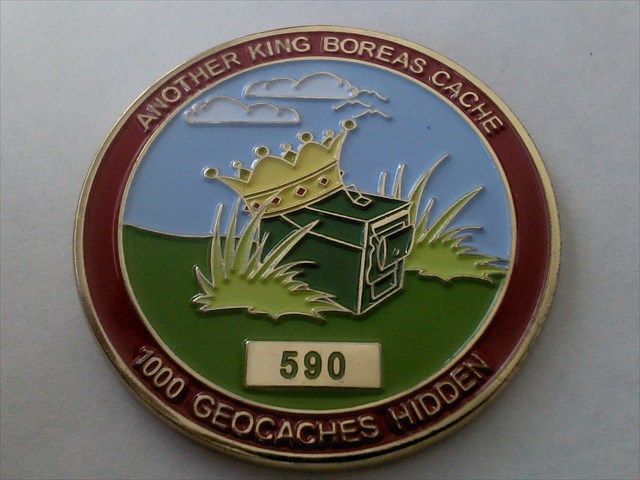 ANOTHER KING BOREAS CACHE
590
1000 GEOCACHES HIDDEN